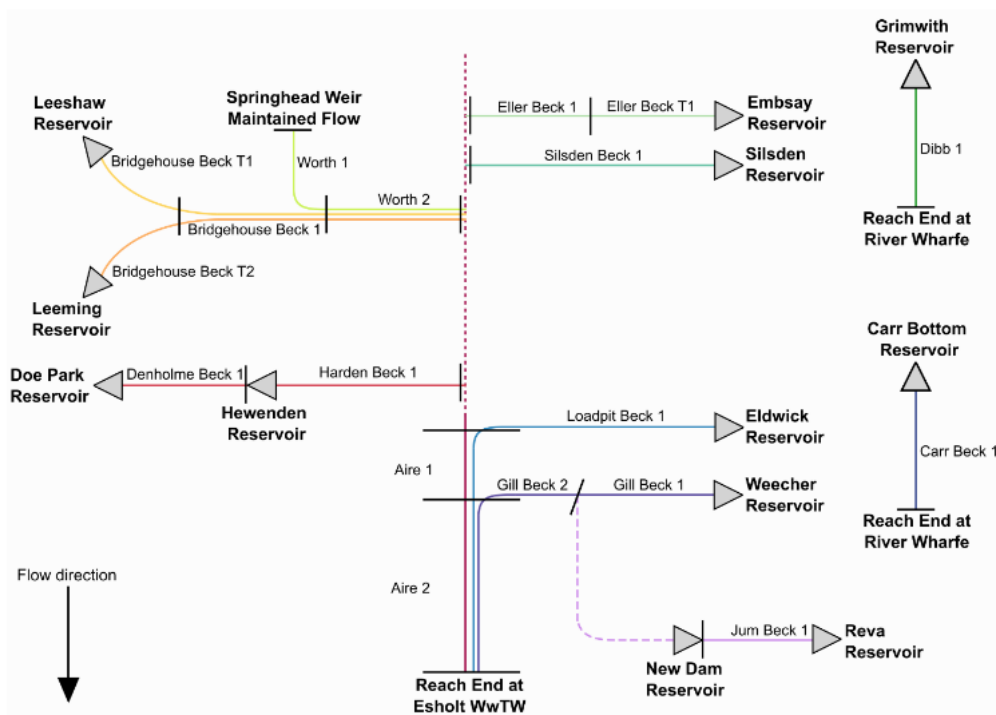 Grimwith
Reservoir
Leeshaw
Reservoir
Springhead Weir
Maintained Flow
Eller Beck 1
Eller Beck T1
Embsay
Reservoir
Bridgehouse Beck T1
Worth 1
Silsden Beck 1
Silsden
Reservoir
Dibb 1
Worth 2
Bridgehouse Beck 1
Reach End at
River Wharfe
Bridgehouse Beck T2
Leeming
Reservoir
Carr Bottom
Reservoir
Doe Park
Reservoir
Denholme Beck 1
Harden Beck 1
Hewenden
Reservoir
Loadpit Beck 1
Eldwick
Reservoir
Aire 1
Carr Beck 1
Gill Beck 2
Gill Beck 1
Weecher
Reservoir
Reach End at
River Wharfe
Flow direction
Aire 2
Jum Beck 1
Reva
Reservoir
New Dam
Reservoir
Reach End at
Esholt WwTW